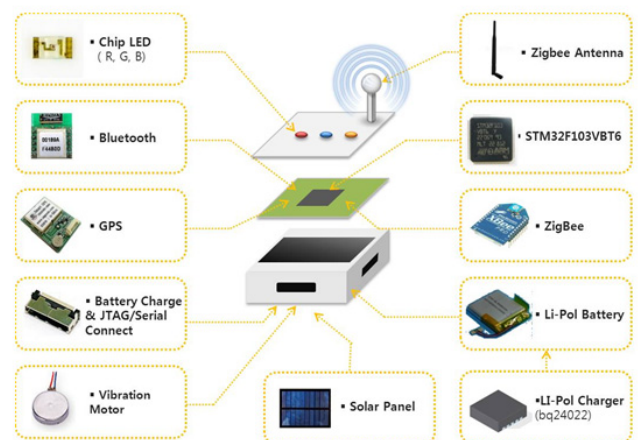 ▪ Chip LED
( R, G, B)
▪ Bluetooth
▪ GPS
▪ Battery Charge
& JTAG/Serial
Connect
▪ Vibration
Motor
▪ Solar Panel
▪ Zigbee Antenna
▪ STM32F103VBT6
▪ ZigBee
▪ Li-Pol Battery
▪LI-Pol Charger
(bq24022)
XBee